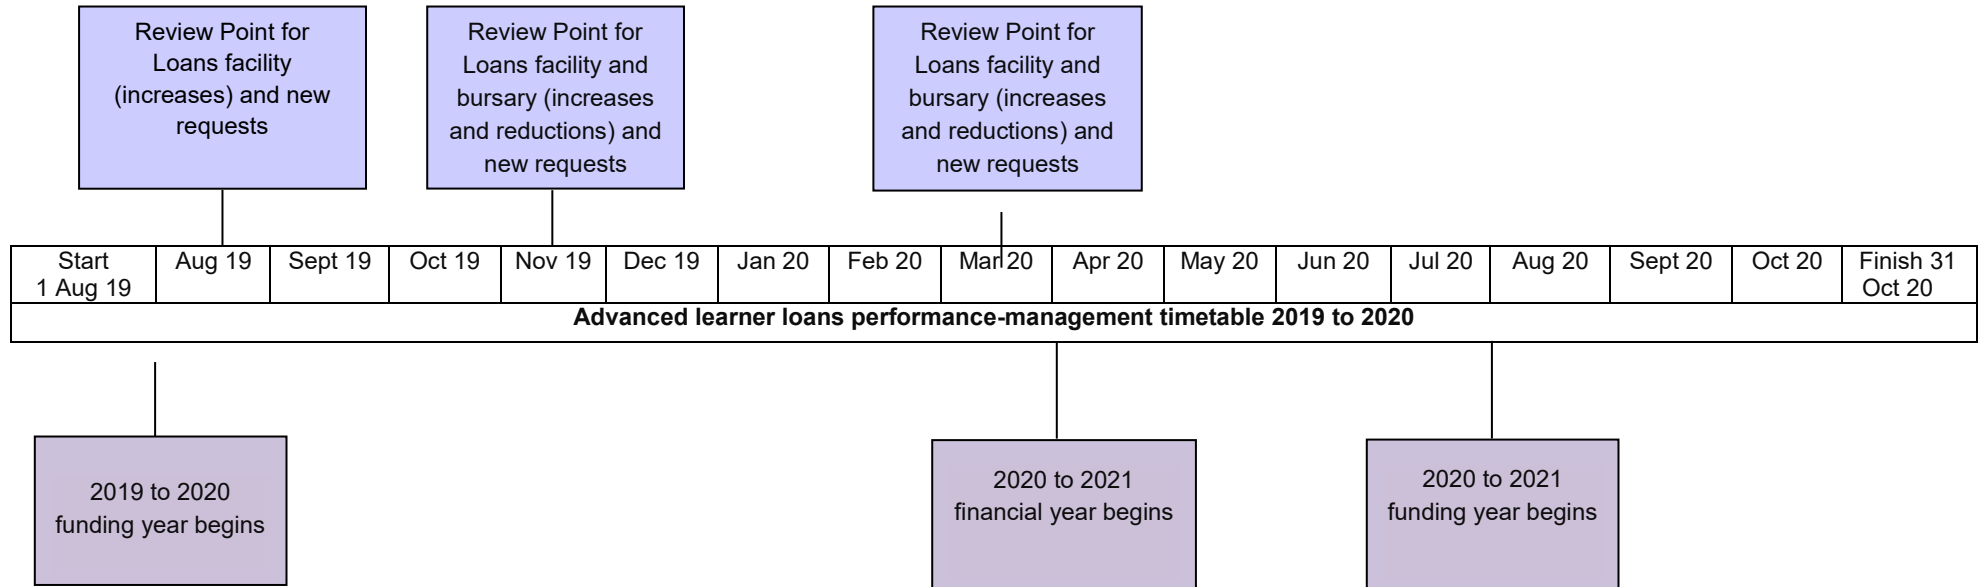 Review Point for
Loans facility
(increases) and new
requests
Review Point for
Loans facility and
bursary (increases
and reductions) and
new requests
Review Point for
Loans facility and
bursary (increases
and reductions) and
new requests
Start
1 Aug 19
Aug 19
Sept 19
Oct 19
Nov 19
Dec 19
Jan 20
Feb 20
Mar 20
Apr 20
May 20
Jun 20
Jul 20
Aug 20
Sept 20
Oct 20
Finish 31
Oct 20
Advanced learner loans performance-management timetable 2019 to 2020
2019 to 2020
funding year begins
2020 to 2021
financial year begins
2020 to 2021
funding year begins